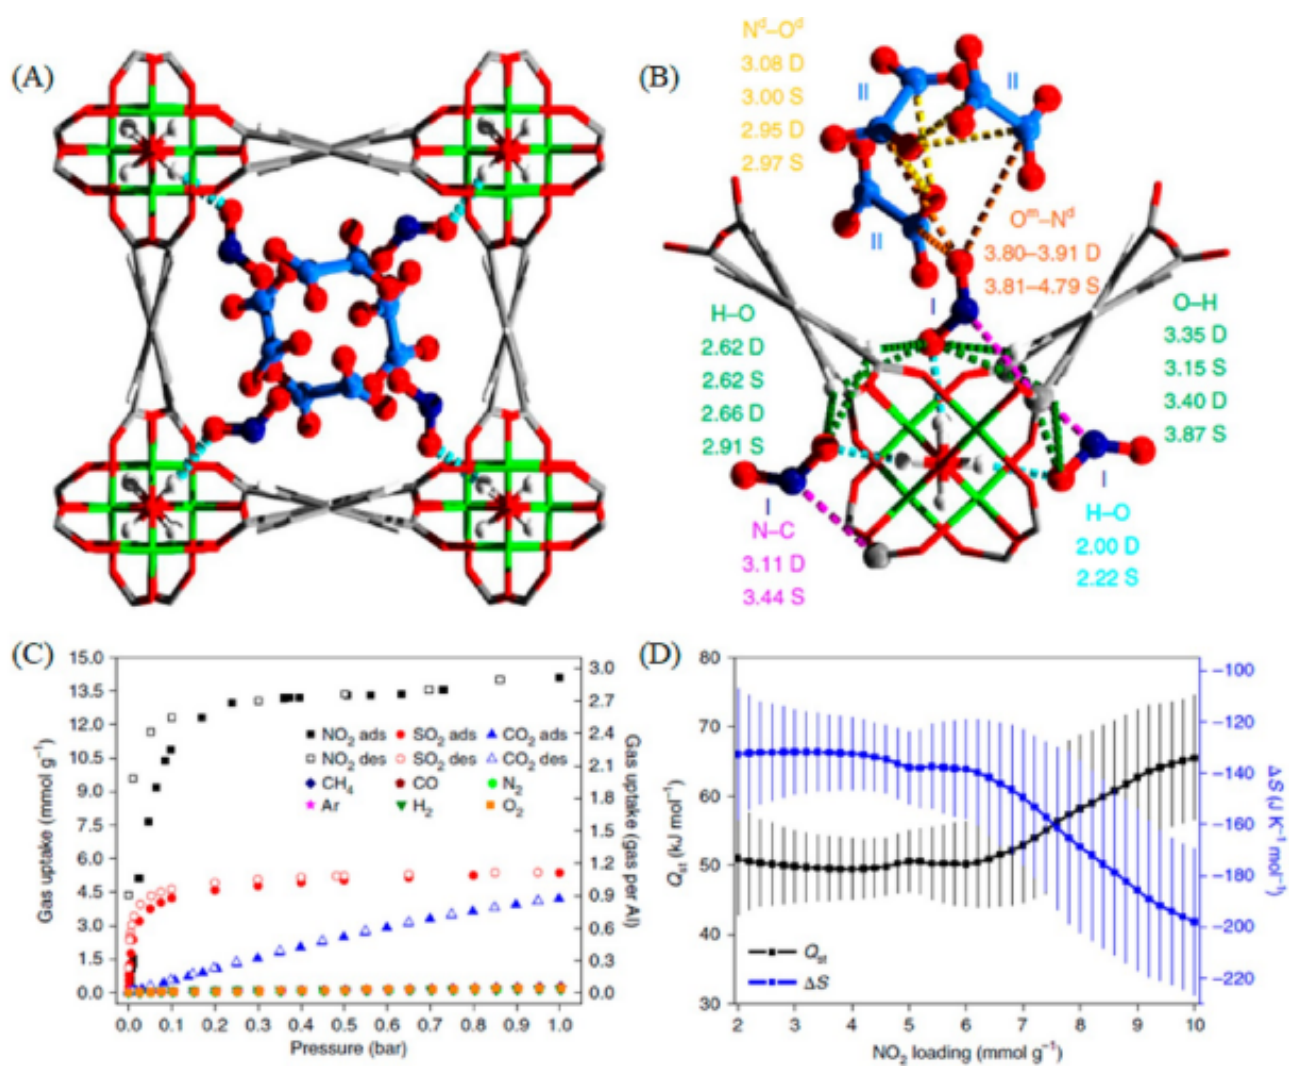 (A)
(B)
Nᵈ–Oᵈ
3.08 D
3.00 S
2.95 D
2.97 S
II
II
II
Oᵐ–Nᵈ
3.80–3.91 D
3.81–4.79 S
I
H–O
2.62 D
2.62 S
2.66 D
2.91 S
O–H
3.35 D
3.15 S
3.40 D
3.87 S
I
I
N–C
3.11 D
3.44 S
H–O
2.00 D
2.22 S
(C)
15.0
13.5
12.0
10.5
9.0
7.5
6.0
4.5
3.0
1.5
0.0
Gas uptake (mmol g⁻¹)
3.0
2.7
2.4
2.1
1.8
1.5
1.2
0.9
0.6
0.3
0.0
Gas uptake (gas per Al)
NO₂ ads SO₂ ads CO₂ ads
NO₂ des SO₂ des CO₂ des
CH₄ CO N₂
Ar H₂ O₂
0.0 0.1 0.2 0.3 0.4 0.5 0.6 0.7 0.8 0.9 1.0
Pressure (bar)
(D)
80
70
60
50
40
30
Qst (kJ mol⁻¹)
−100
−120
−140
−160
−180
−200
−220
ΔS (J K⁻¹ mol⁻¹)
Qst
ΔS
2 3 4 5 6 7 8 9 10
NO₂ loading (mmol g⁻¹)